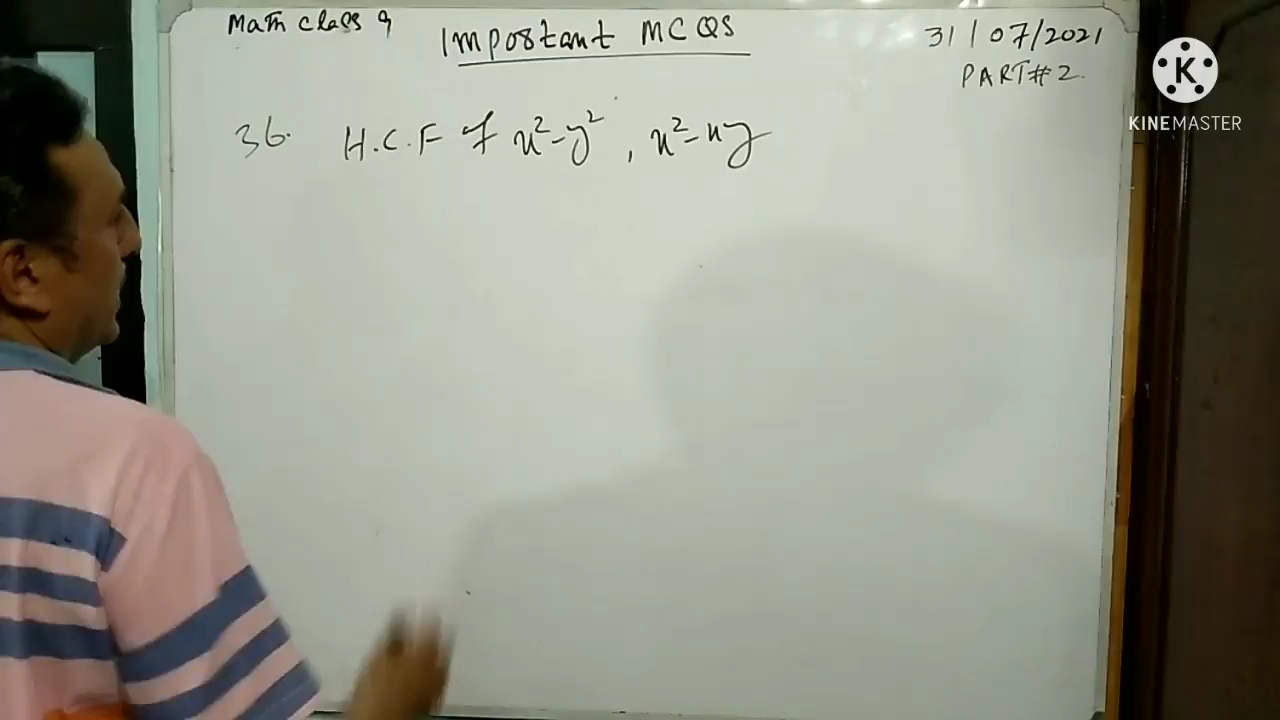 Math class 9
Important MCQS
31/07/2021
PART#2.
K
KINEMASTER
36. H.C.F of x²-y², x²-xy